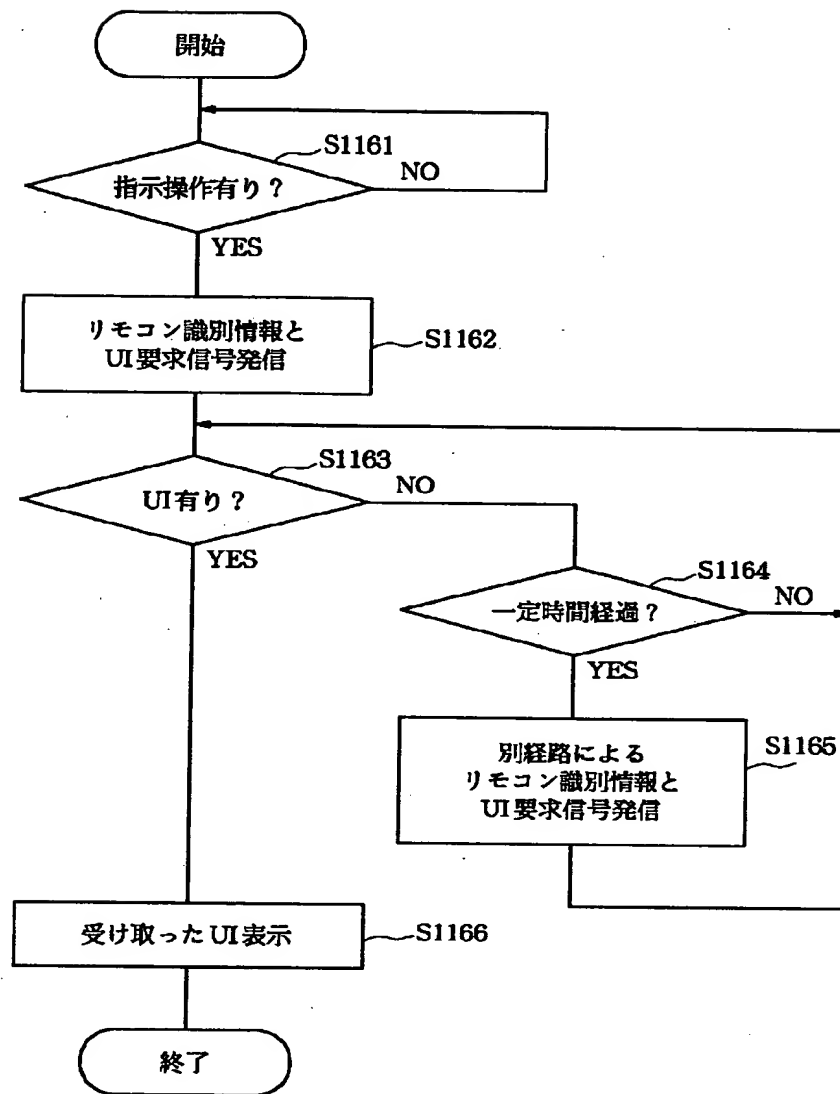 開始
S1161
指示操作有り?
NO
YES
リモコン識別情報と
UI要求信号発信
S1162
S1163
UI有り?
NO
YES
S1164
一定時間経過?
NO
YES
別経路による
リモコン識別情報と
UI要求信号発信
S1165
受け取ったUI表示
S1166
終了